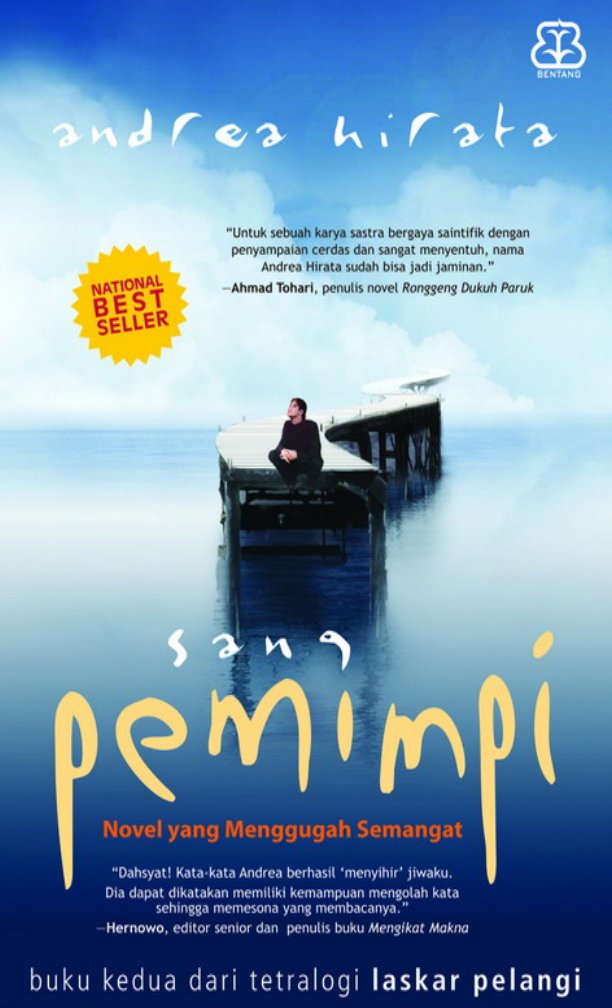 BENTANG
andrea hirata
"Untuk sebuah karya sastra bergaya saintifik dengan
penyampaian cerdas dan sangat menyentuh, nama
Andrea Hirata sudah bisa jadi jaminan."
—Ahmad Tohari, penulis novel Ronggeng Dukuh Paruk
NATIONAL
BEST
SELLER
sang
pemimpi
Novel yang Menggugah Semangat
"Dahsyat! Kata-kata Andrea berhasil 'menyihir' jiwaku.
Dia dapat dikatakan memiliki kemampuan mengolah kata
sehingga memesona yang membacanya."
—Hernowo, editor senior dan penulis buku Mengikat Makna
buku kedua dari tetralogi laskar pelangi